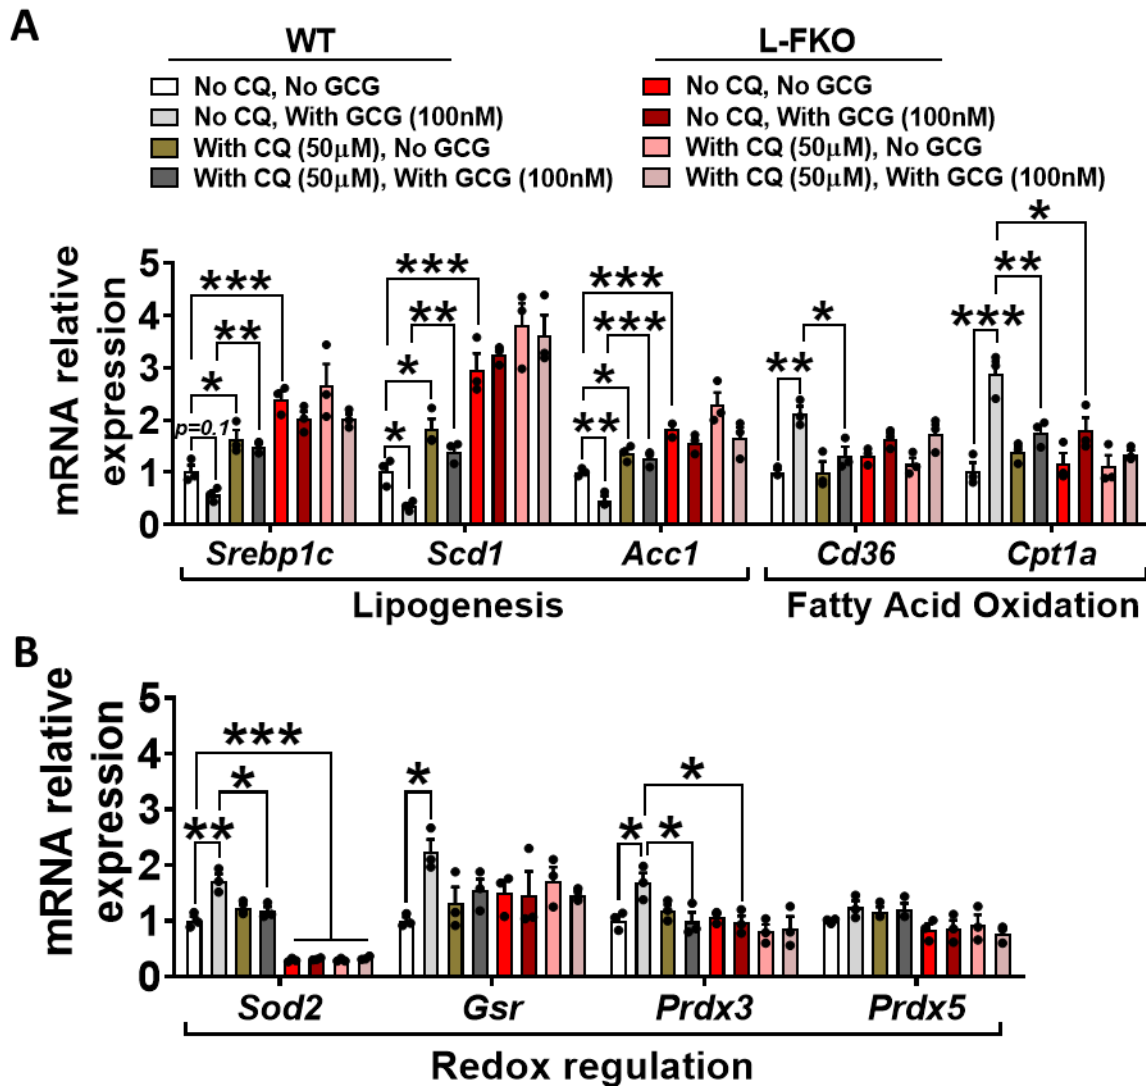 A
WT
L-FKO
No CQ, No GCG
No CQ, With GCG (100nM)
With CQ (50μM), No GCG
With CQ (50μM), With GCG (100nM)
No CQ, No GCG
No CQ, With GCG (100nM)
With CQ (50μM), No GCG
With CQ (50μM), With GCG (100nM)
mRNA relative
expression
5
4
3
2
1
0
***
**
*
p=0.1
***
**
*
*
***
***
*
**
*
**
*
**
***
Srebp1c
Scd1
Acc1
Cd36
Cpt1a
Lipogenesis
Fatty Acid Oxidation
B
mRNA relative
expression
5
4
3
2
1
0
***
*
**
*
*
*
*
Sod2
Gsr
Prdx3
Prdx5
Redox regulation